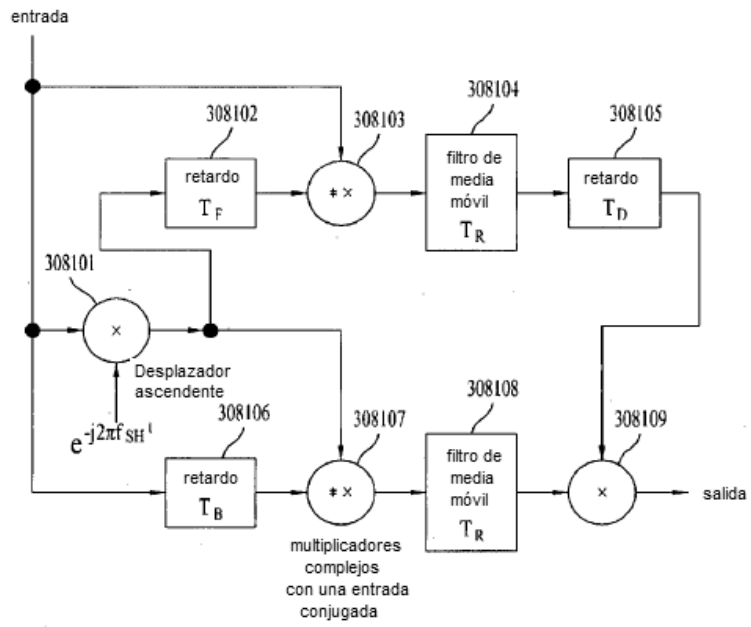 entrada
308102
retardo
T_F
308103
* ×
308104
filtro de
media
móvil
T_R
308105
retardo
T_D
308101
×
Desplazador
ascendente
e^-j2πf_SH t
308106
retardo
T_B
308107
* ×
multiplicadores
complejos
con una entrada
conjugada
308108
filtro de
media
móvil
T_R
308109
×
salida